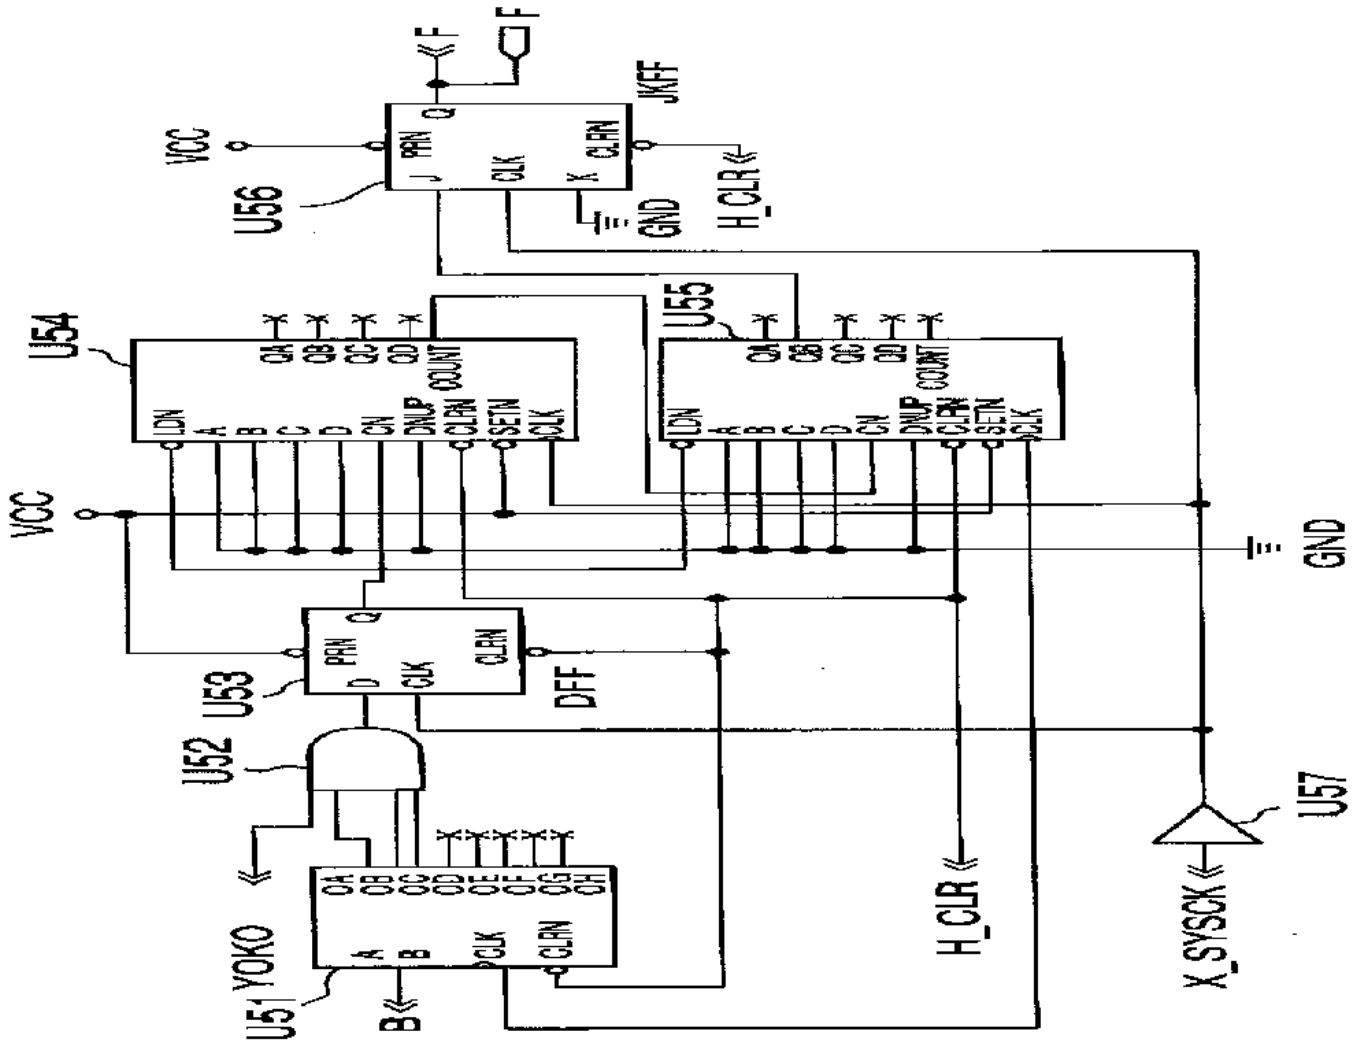 VCC
F
F
PRN
Q
J
CLK
K
CLRN
JKFF
U56
GND
H_CLR
U54
QA
QB
QC
QD
COUNT
LDN
A
B
C
D
CN
DNUP
CLRN
SETN
CLK
U55
QA
QB
QC
QD
COUNT
LDN
A
B
C
D
CN
DNUP
CLRN
SETN
CLK
VCC
GND
PRN
Q
D
CLK
CLRN
U53
DFF
U52
YOKO
QA
QB
QC
QD
QE
QF
QG
QH
A
B
CLK
CLRN
U51
B
H_CLR
X_SYSCK
U57